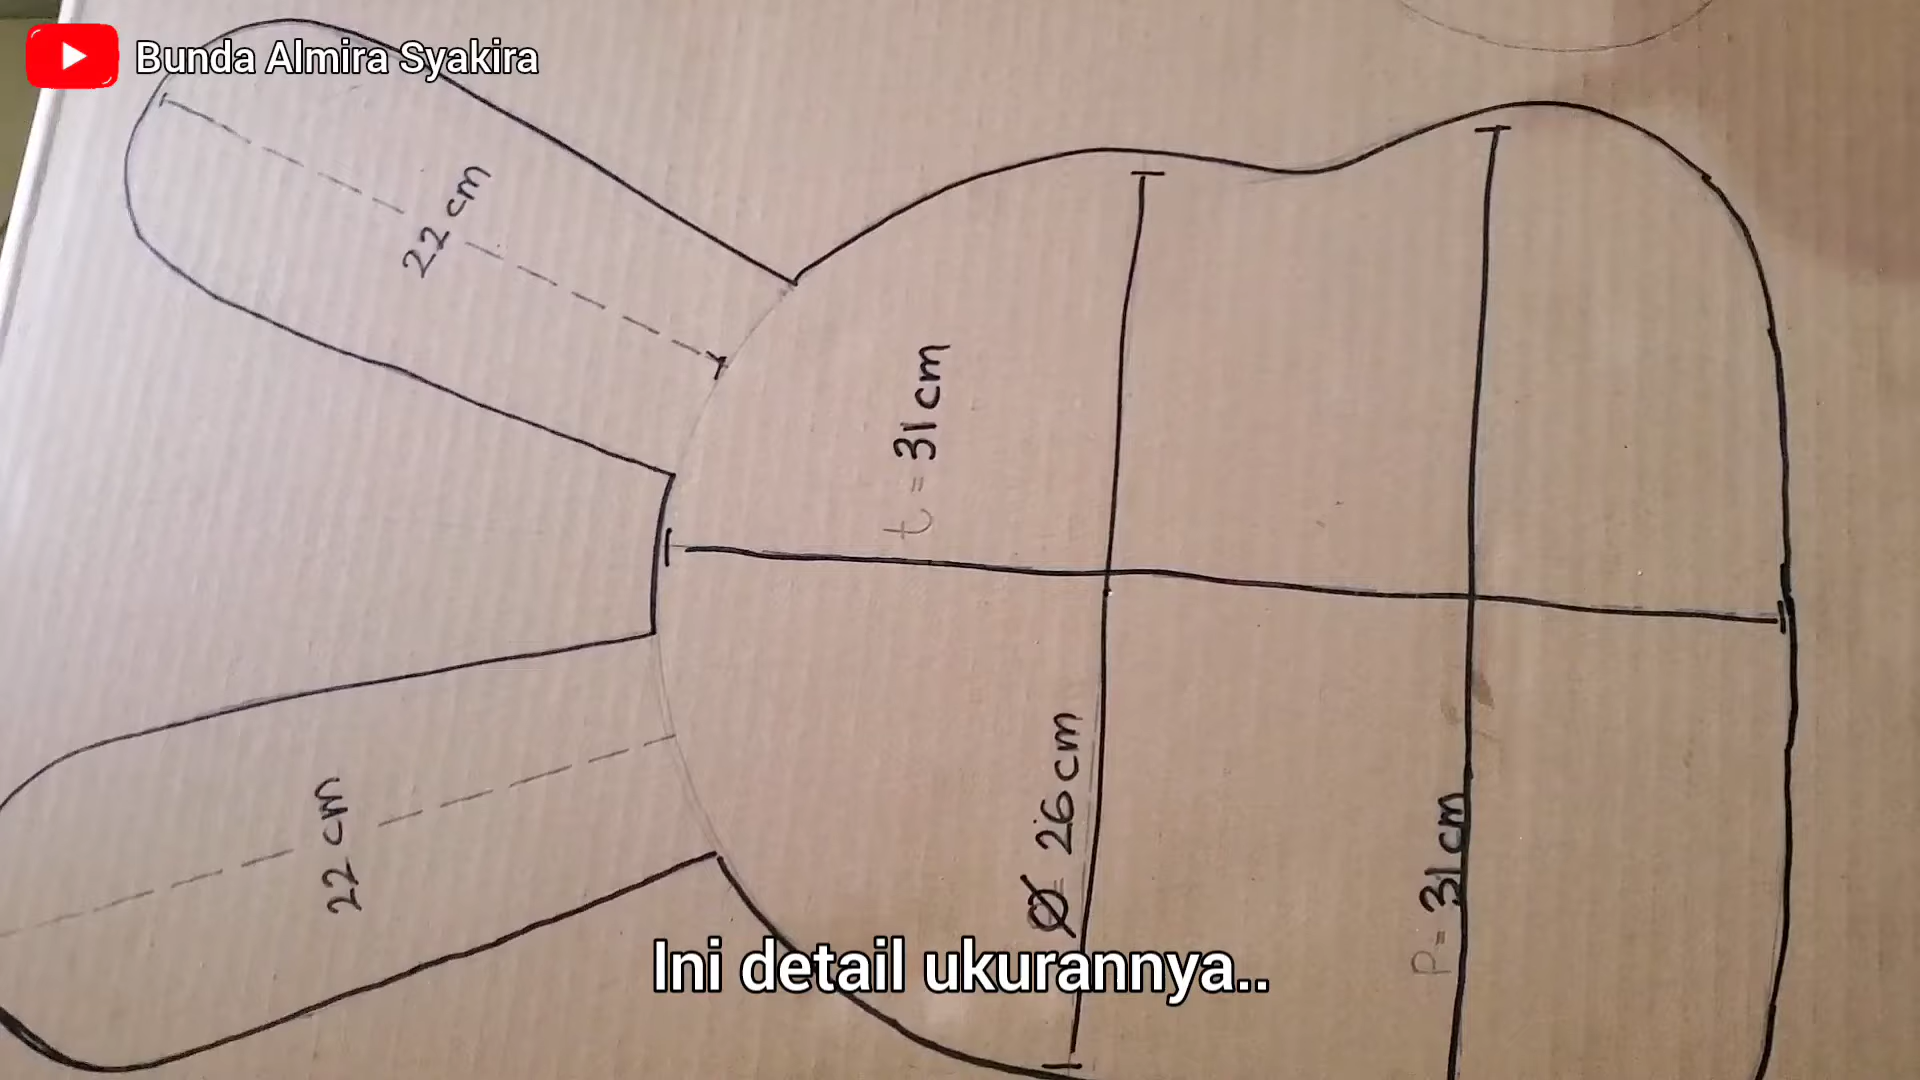 Bunda Almira Syakira
22 cm
t = 31 cm
22 cm
Ø 26 cm
P = 31 cm
Ini detail ukurannya..